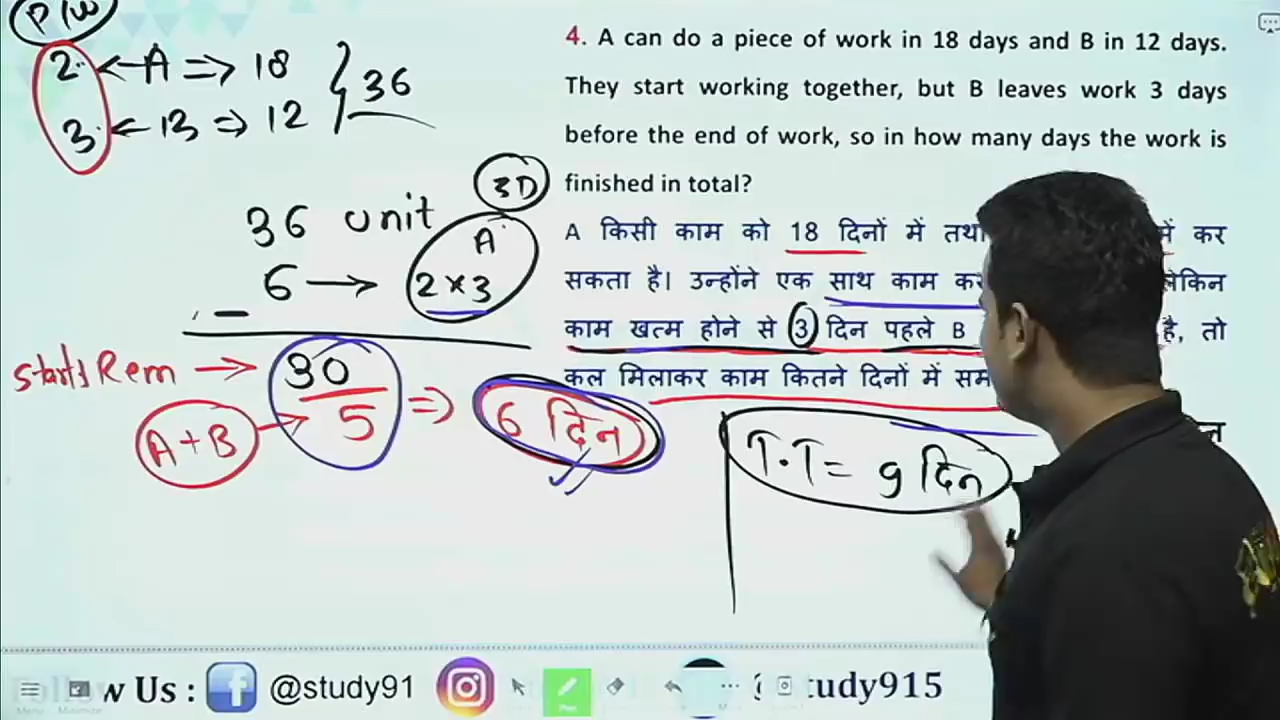 P/W
2 ← A ⇒ 18
3 ← B ⇒ 12
} 36
36 unit
3D
A
6 → 2×3
-
starts Rem → 30
A+B → 5 ⇒ 6 दिन
T.T = 9 दिन
4. A can do a piece of work in 18 days and B in 12 days.
They start working together, but B leaves work 3 days
before the end of work, so in how many days the work is
finished in total?
A किसी काम को 18 दिनों में तथा में कर
सकता है। उन्होंने एक साथ काम कर लेकिन
काम खत्म होने से 3 दिन पहले B है, तो
कुल मिलाकर काम कितने दिनों में
w Us : @study91 tudy915